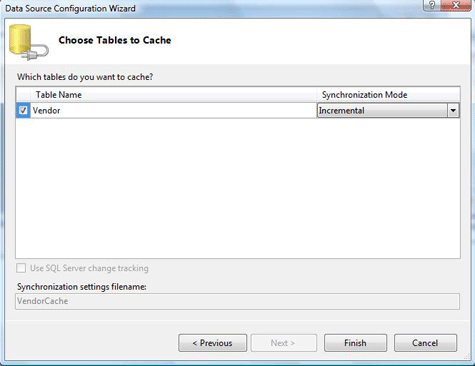 Data Source Configuration Wizard
Choose Tables to Cache
Which tables do you want to cache?
Table Name Synchronization Mode
Vendor Incremental
Use SQL Server change tracking
Synchronization settings filename:
VendorCache
< Previous Next > Finish Cancel